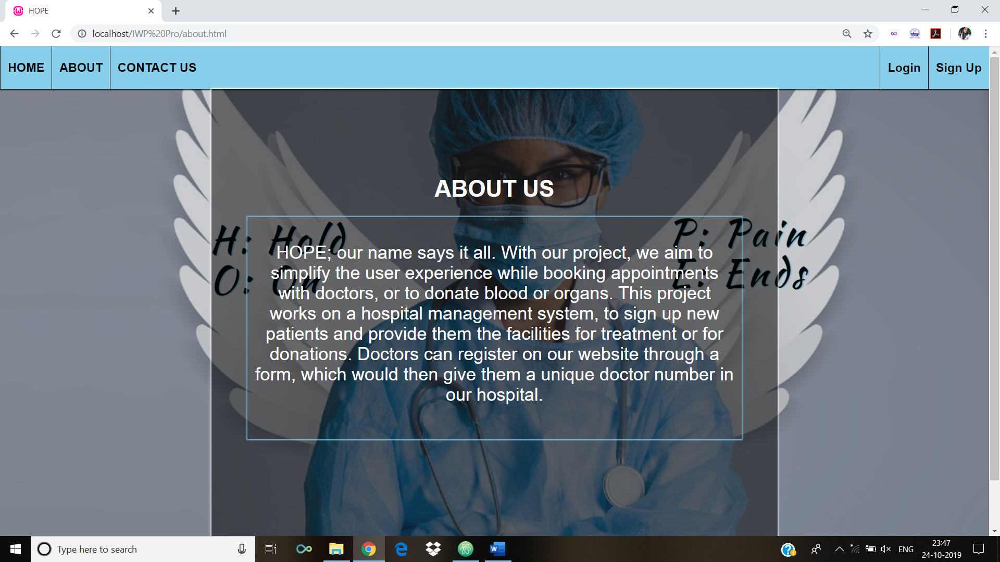 HOPE
localhost/IWP%20Pro/about.html
HOME ABOUT CONTACT US Login Sign Up
ABOUT US
H: Hold
O: On
P: Pain
E: Ends
HOPE; our name says it all. With our project, we aim to
simplify the user experience while booking appointments
with doctors, or to donate blood or organs. This project
works on a hospital management system, to sign up new
patients and provide them the facilities for treatment or for
donations. Doctors can register on our website through a
form, which would then give them a unique doctor number in
our hospital.
Type here to search
ENG
23:47
24-10-2019